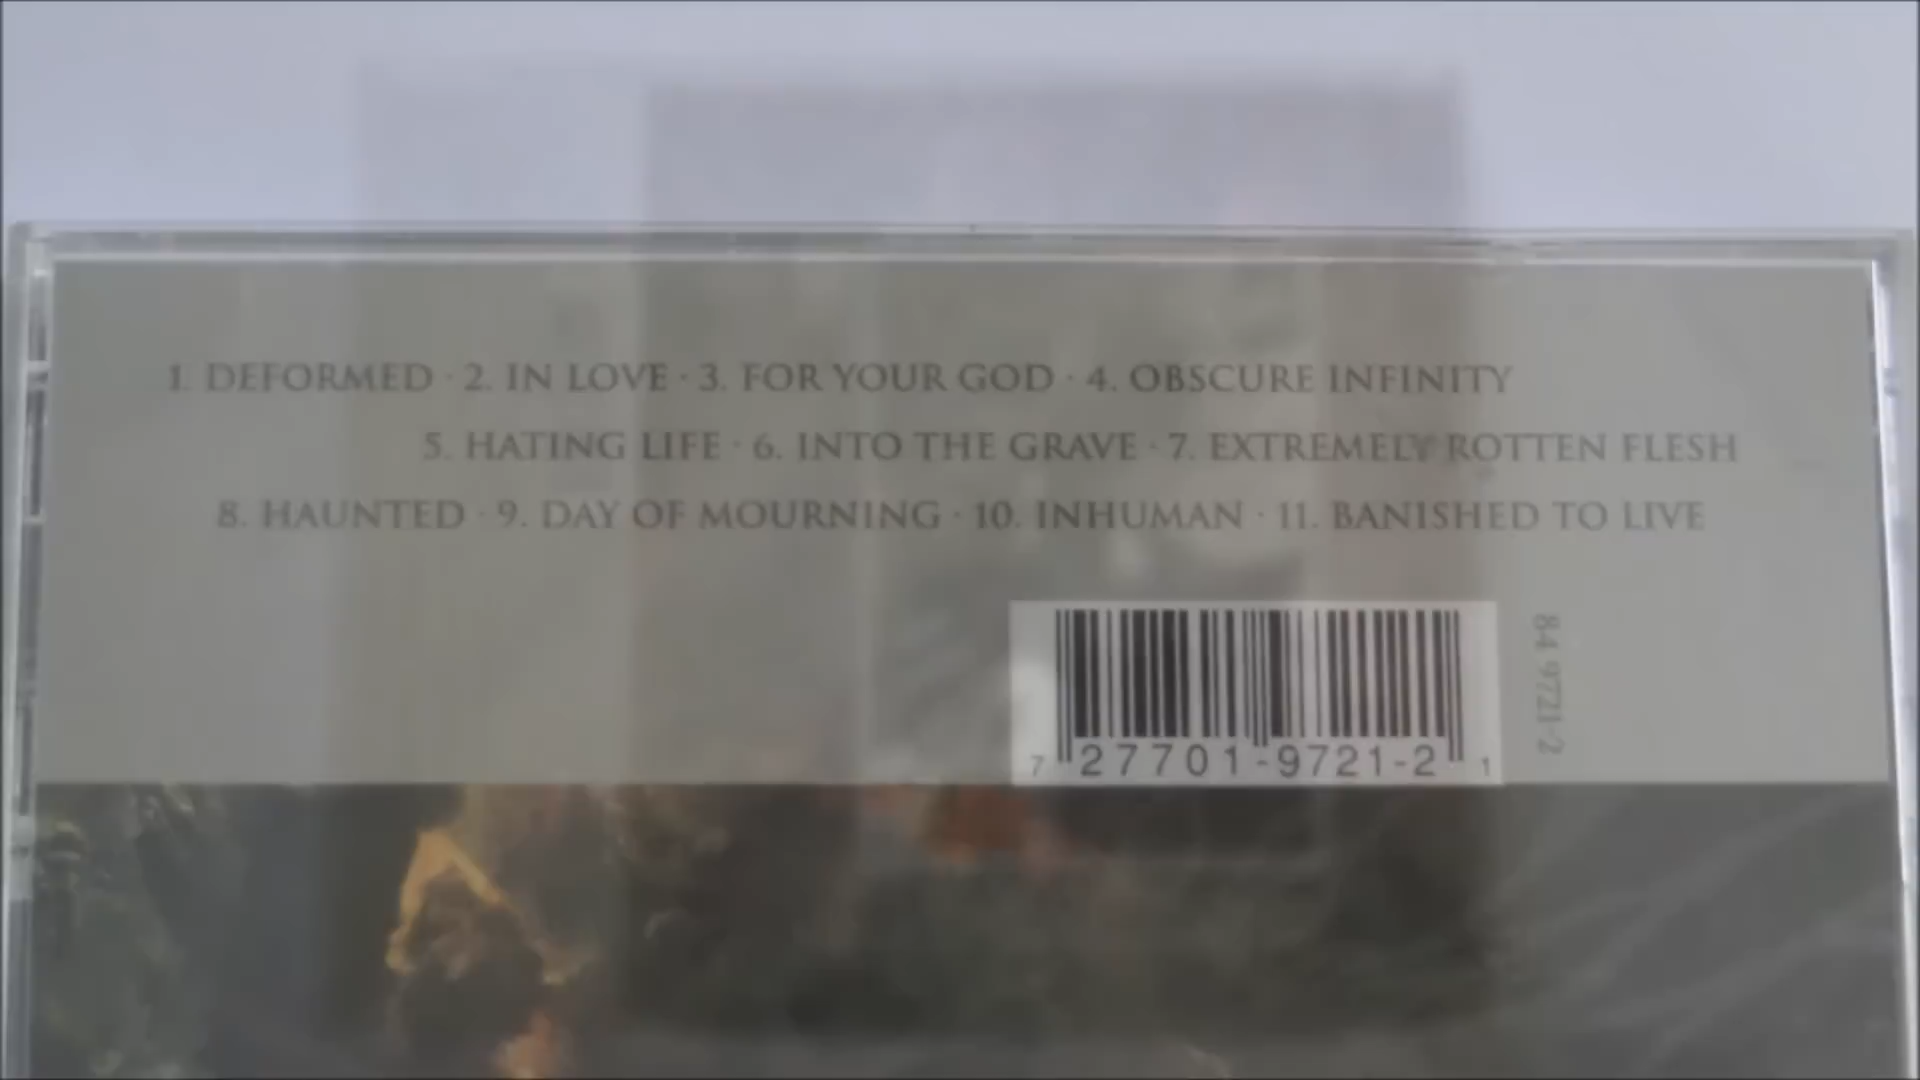 1. DEFORMED · 2. IN LOVE · 3. FOR YOUR GOD · 4. OBSCURE INFINITY
5. HATING LIFE · 6. INTO THE GRAVE · 7. EXTREMELY ROTTEN FLESH
8. HAUNTED · 9. DAY OF MOURNING · 10. INHUMAN · 11. BANISHED TO LIVE
7 27701-9721-2 1
84 9721-2